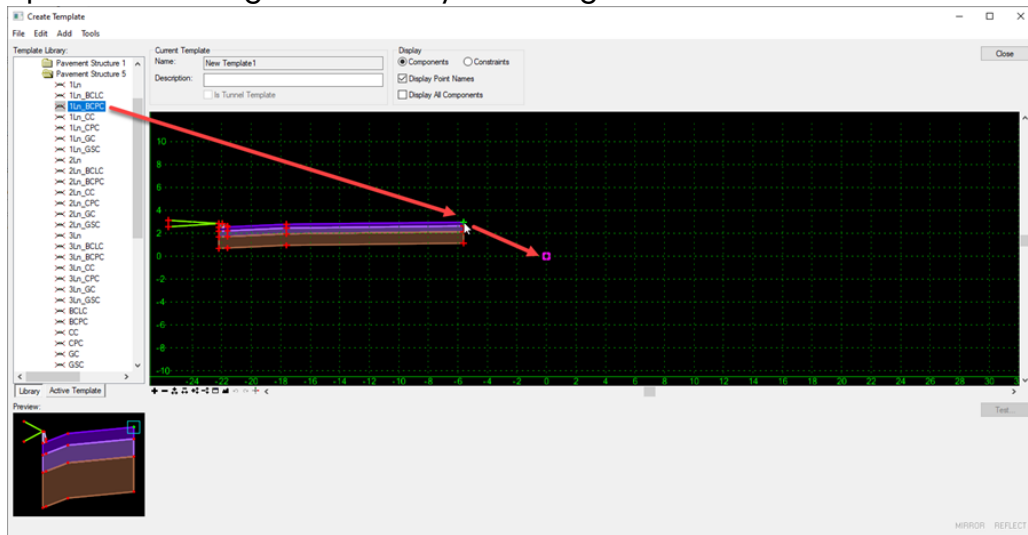 Create Template
File Edit Add Tools
Template Library:
Pavement Structure 1
Pavement Structure 5
1Ln
1Ln_BCLC
1Ln_BCPC
1Ln_CC
1Ln_CPC
1Ln_GC
1Ln_GSC
2Ln
2Ln_BCLC
2Ln_BCPC
2Ln_CC
2Ln_CPC
2Ln_GC
2Ln_GSC
3Ln
3Ln_BCLC
3Ln_BCPC
3Ln_CC
3Ln_CPC
3Ln_GC
3Ln_GSC
BCLC
BCPC
CC
CPC
GC
GSC
Library Active Template
Current Template
Name: New Template1
Description:
Is Tunnel Template
Display
Components Constraints
Display Point Names
Display All Components
Close
10
8
6
4
2
0
-2
-4
-6
-8
-10
-24 -22 -20 -18 -16 -14 -12 -10 -8 -6 -4 -2 0 2 4 6 8 10 12 14 16 18 20 22 24 26 28 30
Preview:
Test...
MIRROR REFLECT